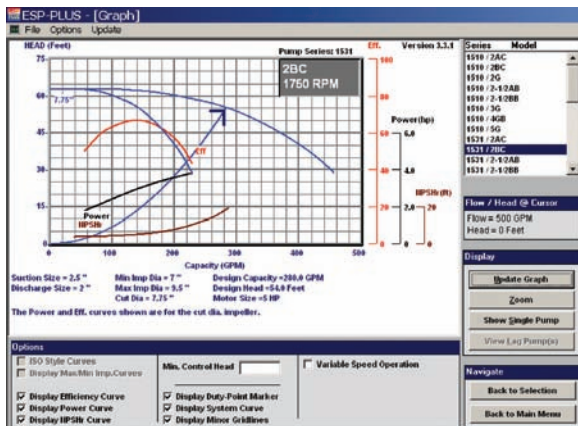 ESP-PLUS - [Graph]
File Options Update
HEAD (Feet)
Pump Series: 1531
Eff.
Version 3.3.1
2BC
1750 RPM
75
60
45
30
15
0
7.75"
Eff
Power
NPSHr
0
100
200
300
400
500
Capacity (GPM)
100
80
60
40
20
0
Power(hp)
6.0
4.0
2.0
0
NPSHr(ft)
20
0
Suction Size = 2.5 " Min Imp Dia = 7 " Design Capacity =280.0 GPM
Discharge Size = 2 " Max Imp Dia = 9.5 " Design Head =54.0 Feet
Cut Dia = 7.75 " Motor Size =5 HP
The Power and Eff. curves shown are for the cut dia. impeller.
Series Model
1510 / 2AC
1510 / 2BC
1510 / 2G
1510 / 2-1/2AB
1510 / 2-1/2BB
1510 / 3G
1510 / 4GB
1510 / 5G
1531 / 2AC
1531 / 2BC
1531 / 2-1/2AB
1531 / 2-1/2BB
Flow / Head @ Cursor
Flow = 500 GPM
Head = 0 Feet
Display
Update Graph
Zoom
Show Single Pump
View Lag Pump(s)
Navigate
Back to Selection
Back to Main Menu
Options
ISO Style Curves
Display Max/Min Imp.Curves
Display Efficiency Curve
Display Power Curve
Display NPSHr Curve
Min. Control Head
Display Duty-Point Marker
Display System Curve
Display Minor Gridlines
Variable Speed Operation